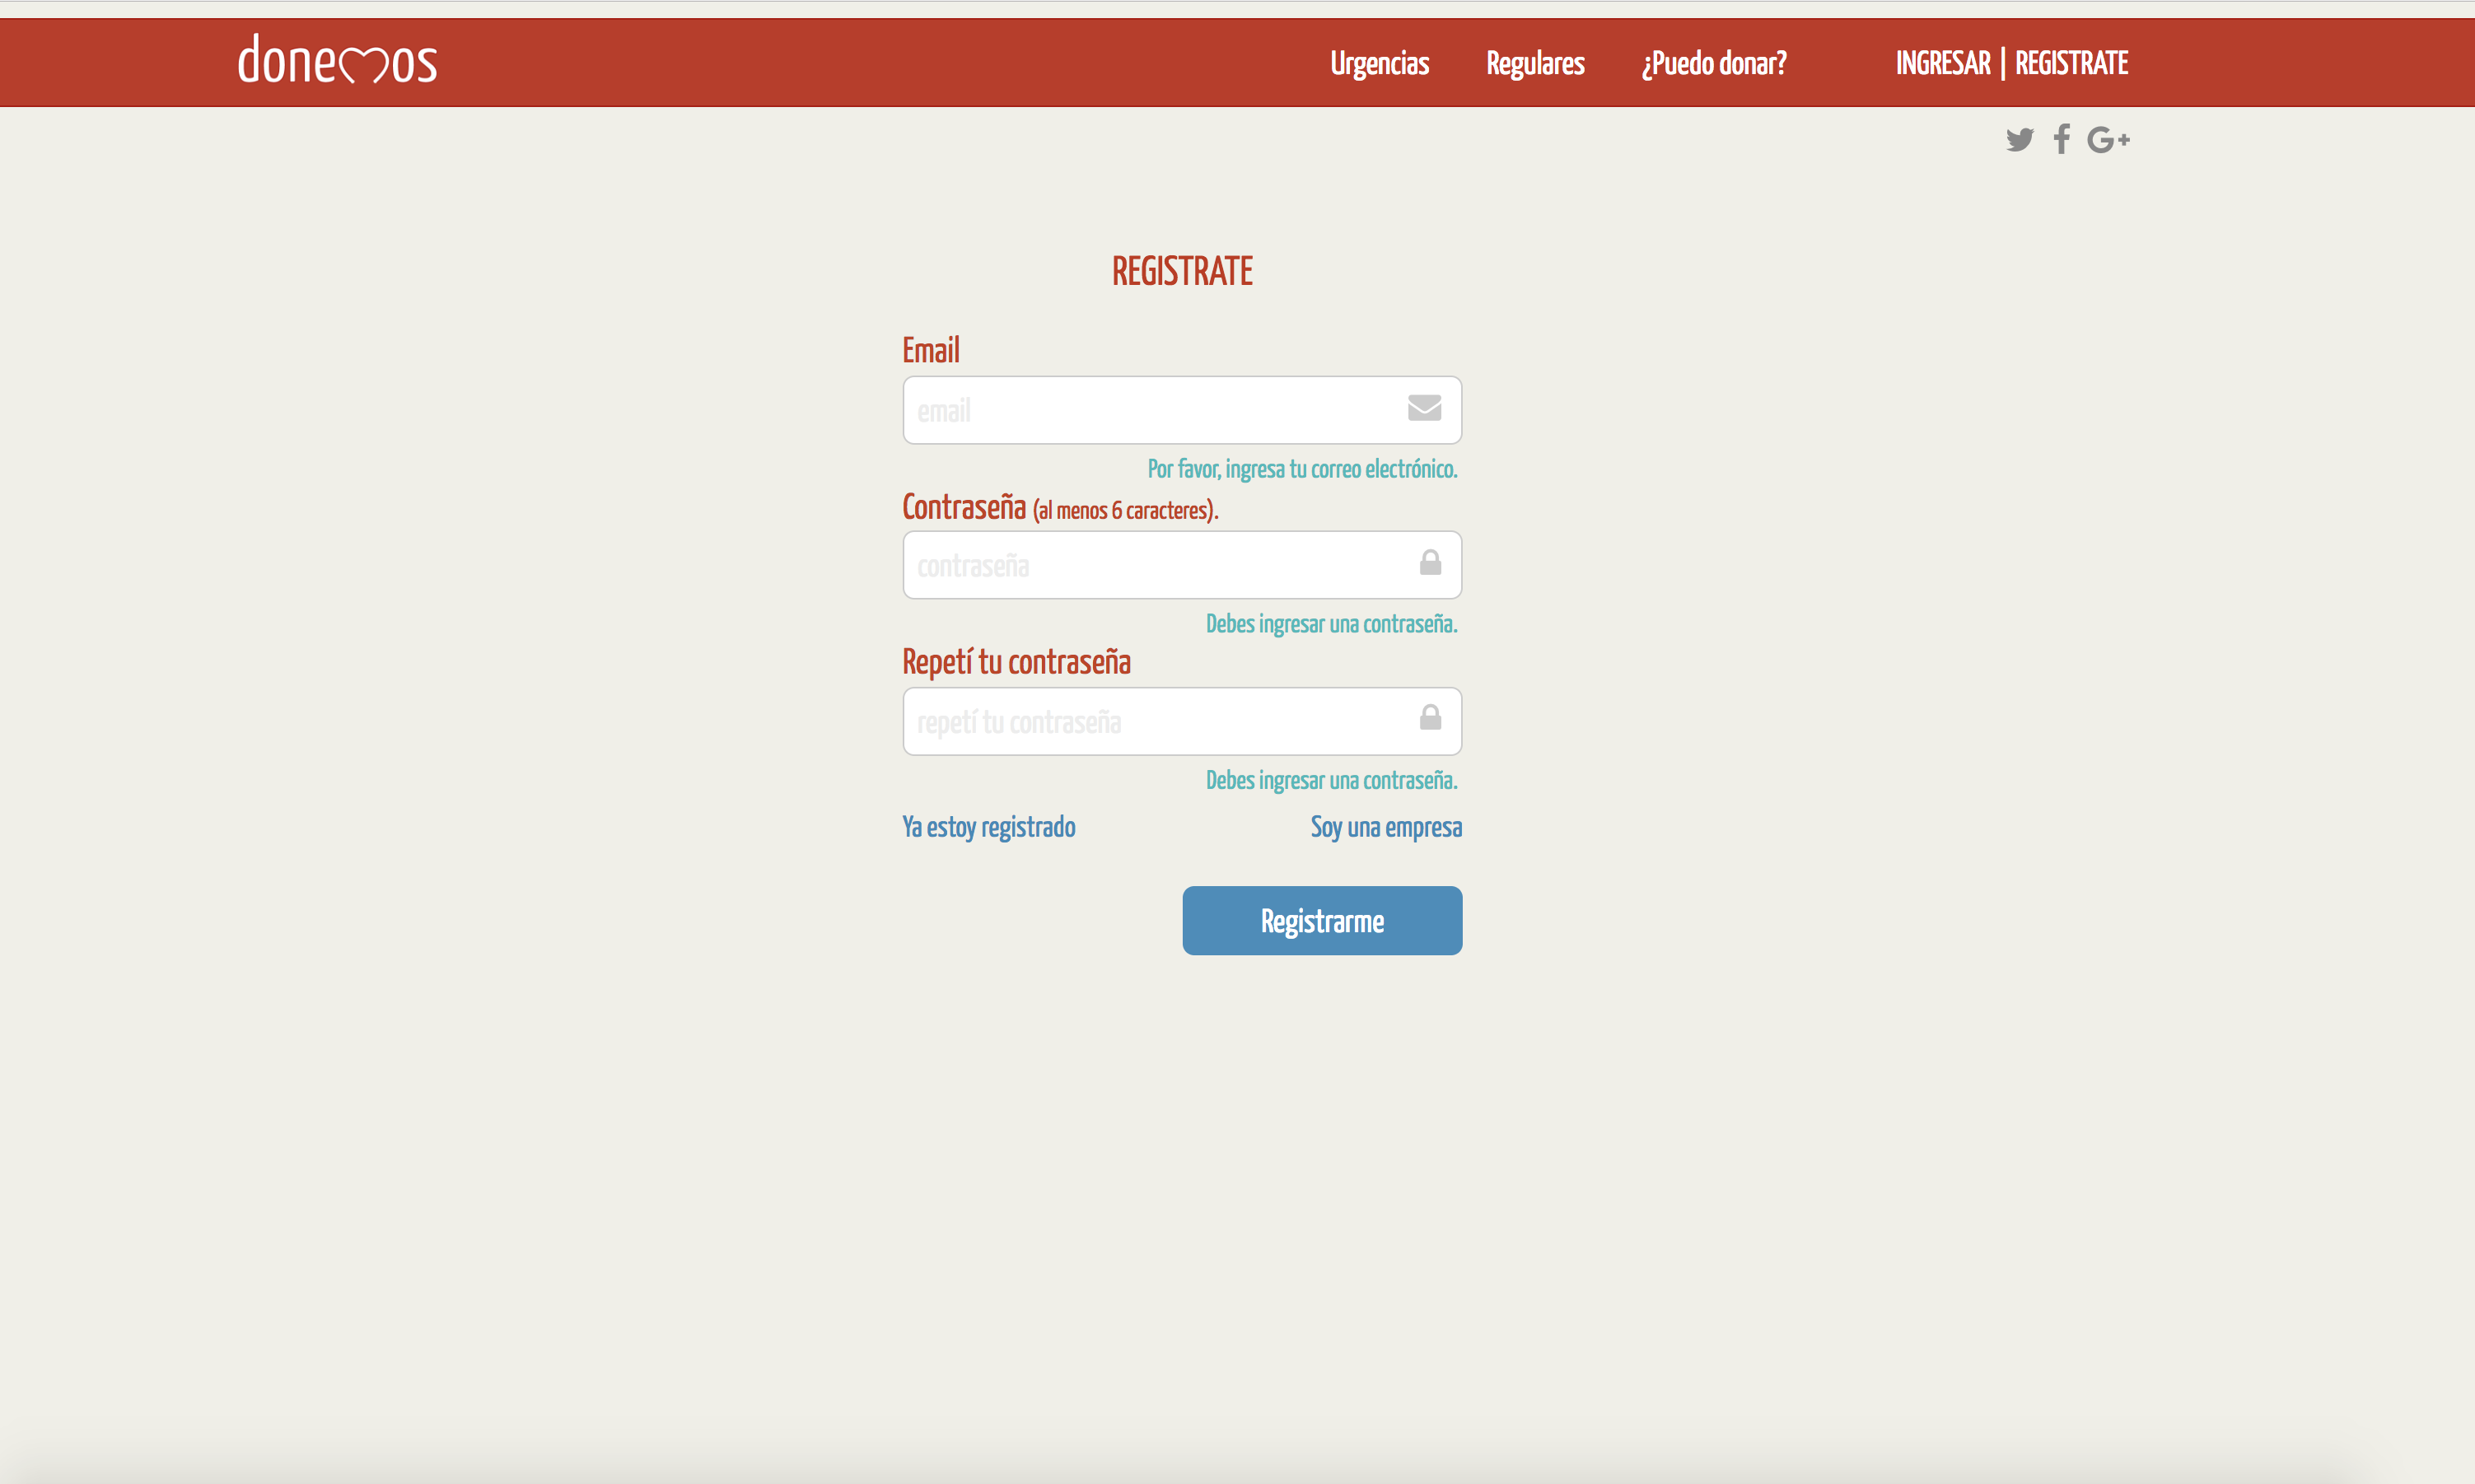 donemos
Urgencias Regulares ¿Puedo donar? INGRESAR | REGISTRATE
REGISTRATE
Email
email
Por favor, ingresa tu correo electrónico.
Contraseña (al menos 6 caracteres).
contraseña
Debes ingresar una contraseña.
Repetí tu contraseña
repetí tu contraseña
Debes ingresar una contraseña.
Ya estoy registrado Soy una empresa
Registrarme